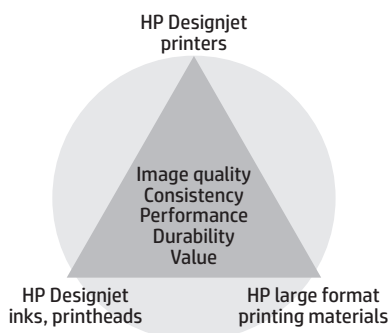 HP Designjet
printers
Image quality
Consistency
Performance
Durability
Value
HP Designjet
inks, printheads
HP large format
printing materials